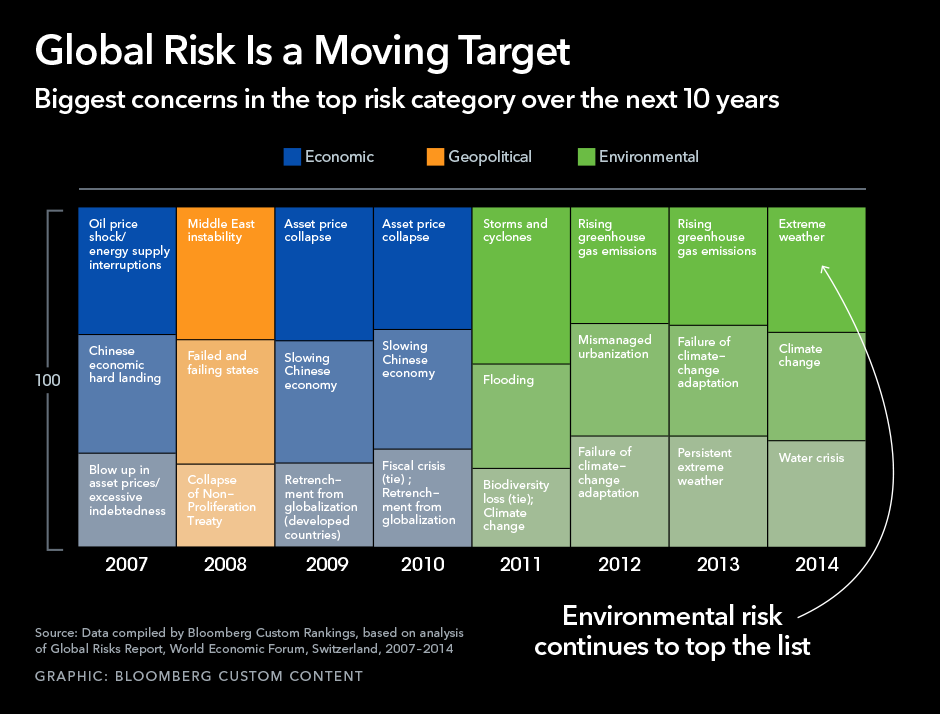 Global Risk Is a Moving Target
Biggest concerns in the top risk category over the next 10 years
Economic
Geopolitical
Environmental
100
Oil price
shock/
energy supply
interruptions
Chinese
economic
hard landing
Blow up in
asset prices/
excessive
indebtedness
2007
Middle East
instability
Failed and
failing states
Collapse
of Non–
Proliferation
Treaty
2008
Asset price
collapse
Slowing
Chinese
economy
Retrench–
ment from
globalization
(developed
countries)
2009
Asset price
collapse
Slowing
Chinese
economy
Fiscal crisis
(tie) ;
Retrench–
ment from
globalization
2010
Storms and
cyclones
Flooding
Biodiversity
loss (tie);
Climate
change
2011
Rising
greenhouse
gas emissions
Mismanaged
urbanization
Failure of
climate–
change
adaptation
2012
Rising
greenhouse
gas emissions
Failure of
climate–
change
adaptation
Persistent
extreme
weather
2013
Extreme
weather
Climate
change
Water crisis
2014
Environmental risk
continues to top the list
Source: Data compiled by Bloomberg Custom Rankings, based on analysis
of Global Risks Report, World Economic Forum, Switzerland, 2007–2014
GRAPHIC: BLOOMBERG CUSTOM CONTENT